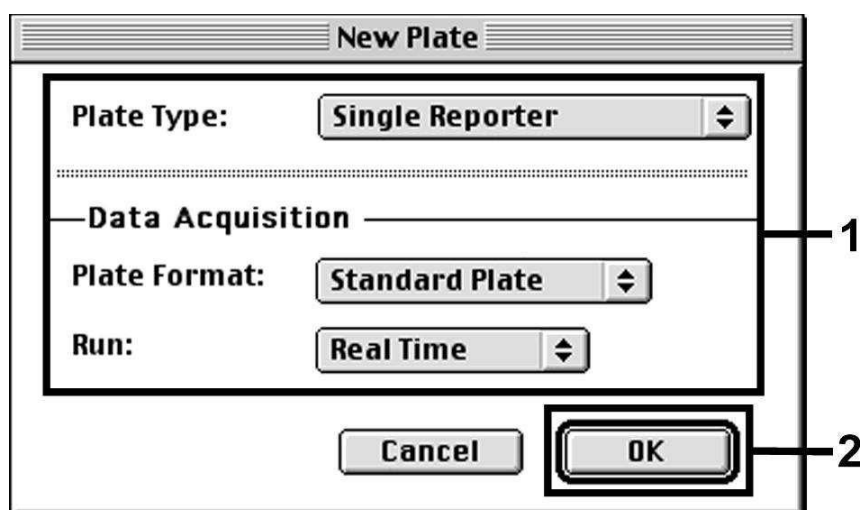 New Plate
Plate Type: Single Reporter
Data Acquisition
1
Plate Format: Standard Plate
Run: Real Time
Cancel OK 2